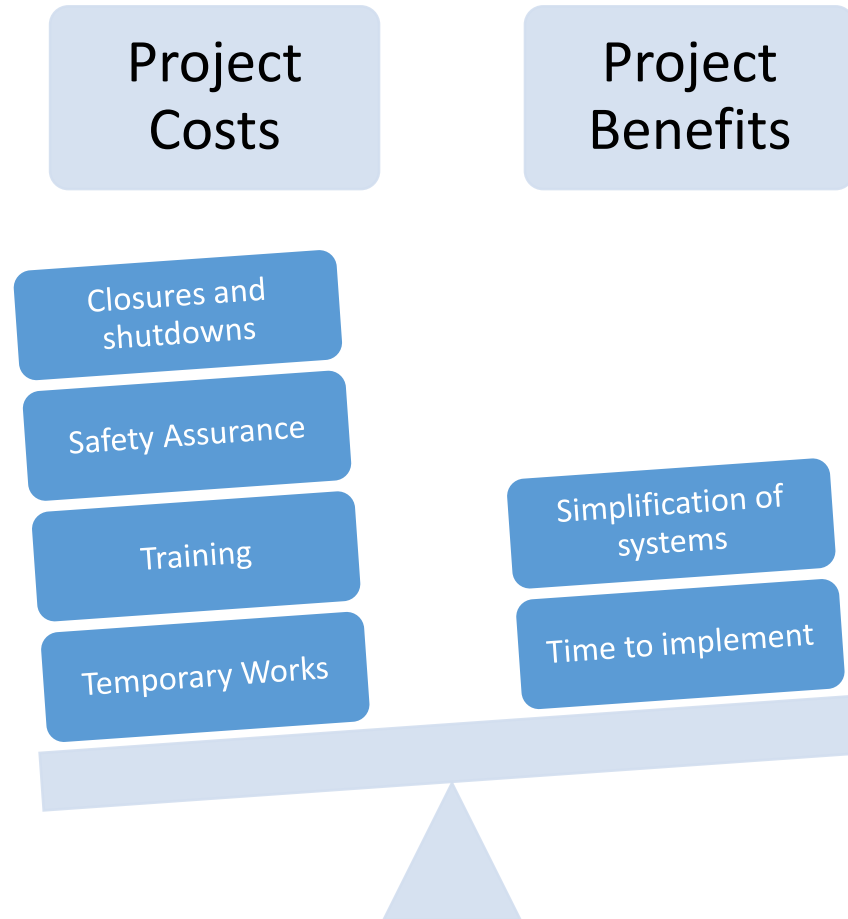 Project
Costs
Project
Benefits
Closures and
shutdowns
Safety Assurance
Training
Temporary Works
Simplification of
systems
Time to implement